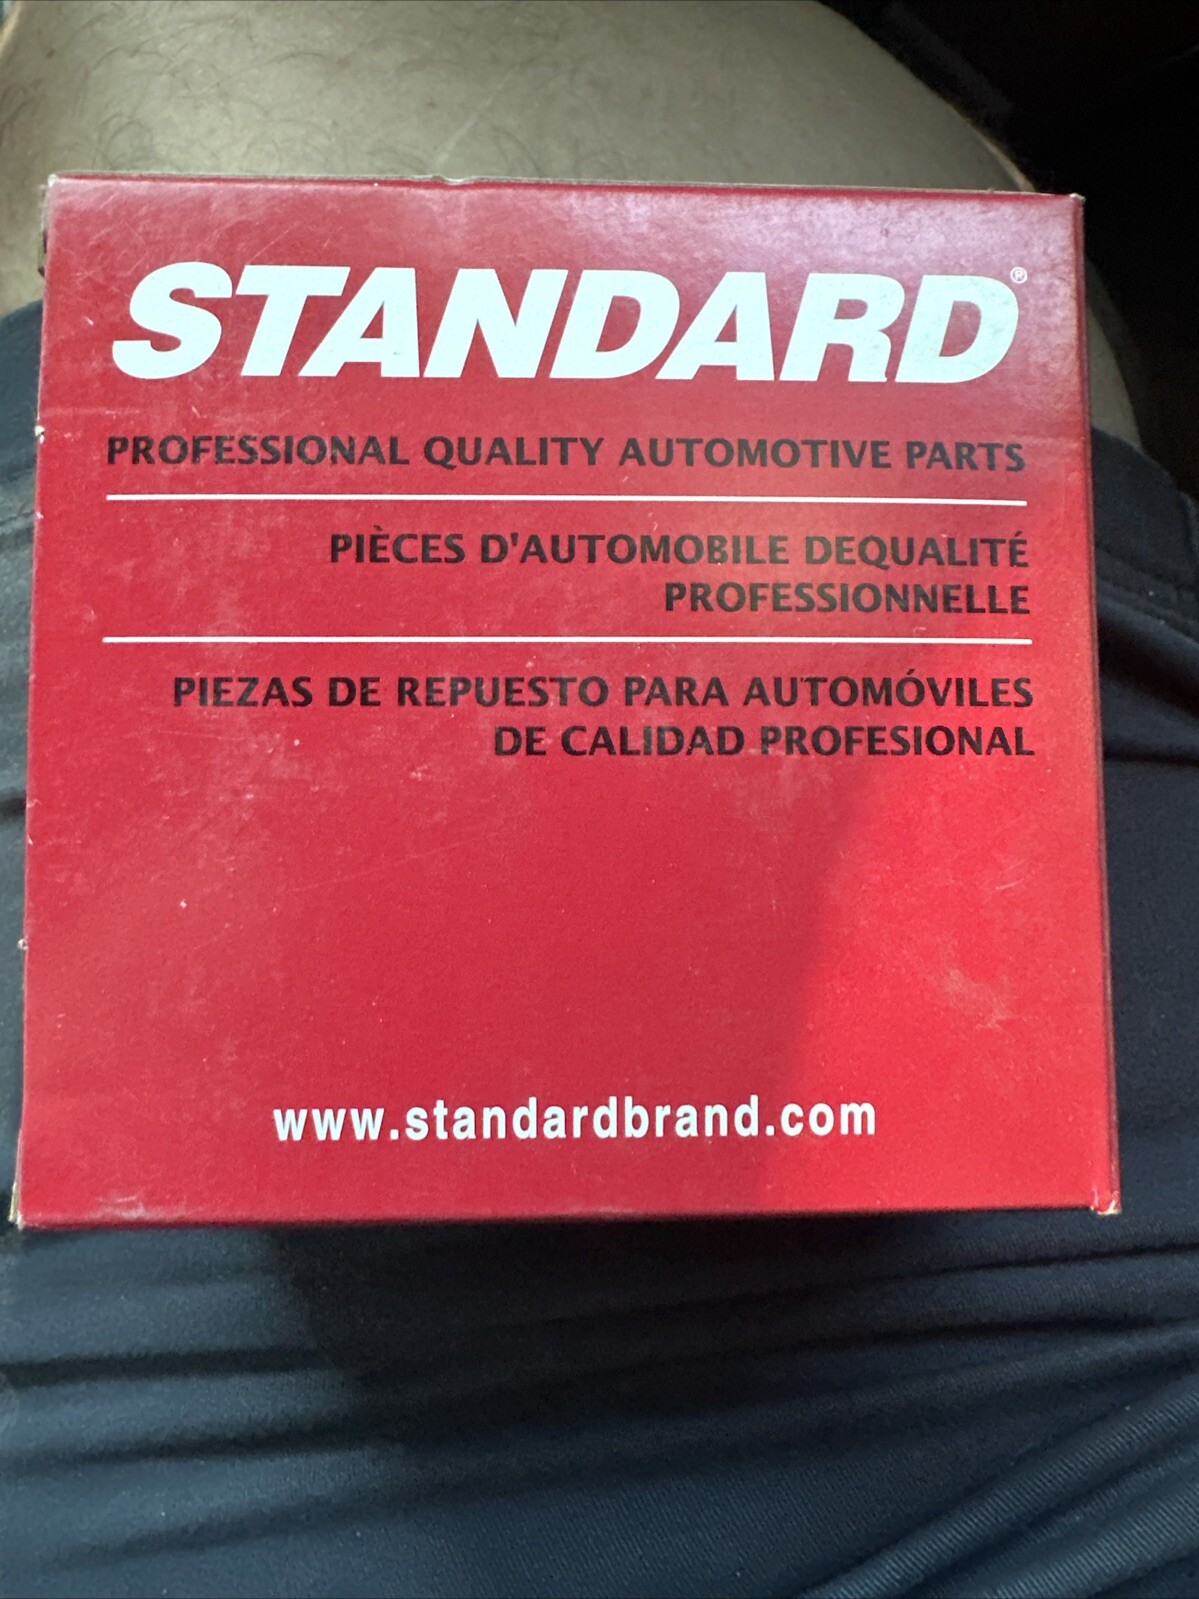 STANDARD®
PROFESSIONAL QUALITY AUTOMOTIVE PARTS
PIÈCES D'AUTOMOBILE DEQUALITÉ
PROFESSIONNELLE
PIEZAS DE REPUESTO PARA AUTOMÓVILES
DE CALIDAD PROFESIONAL
www.standardbrand.com